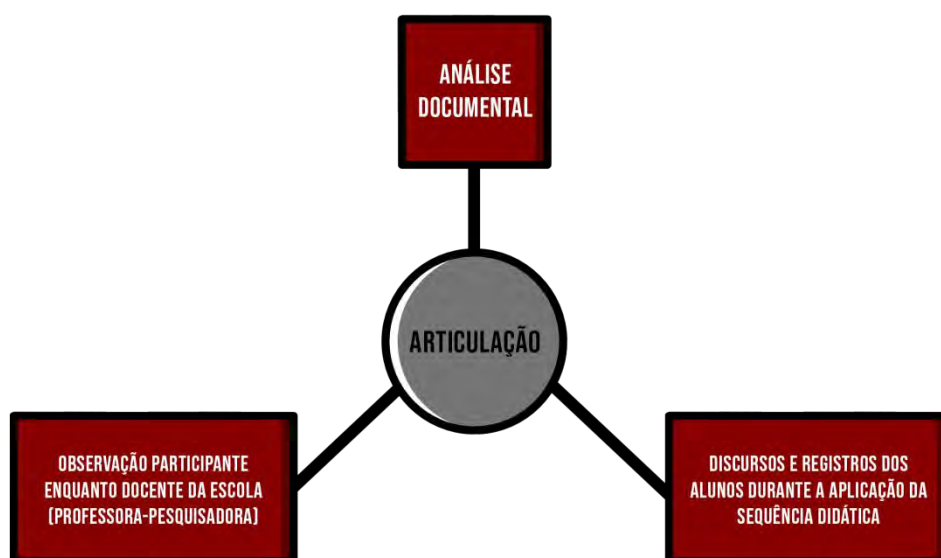 ANÁLISE
DOCUMENTAL
ARTICULAÇÃO
OBSERVAÇÃO PARTICIPANTE
ENQUANTO DOCENTE DA ESCOLA
(PROFESSORA-PESQUISADORA)
DISCURSOS E REGISTROS DOS
ALUNOS DURANTE A APLICAÇÃO DA
SEQUÊNCIA DIDÁTICA